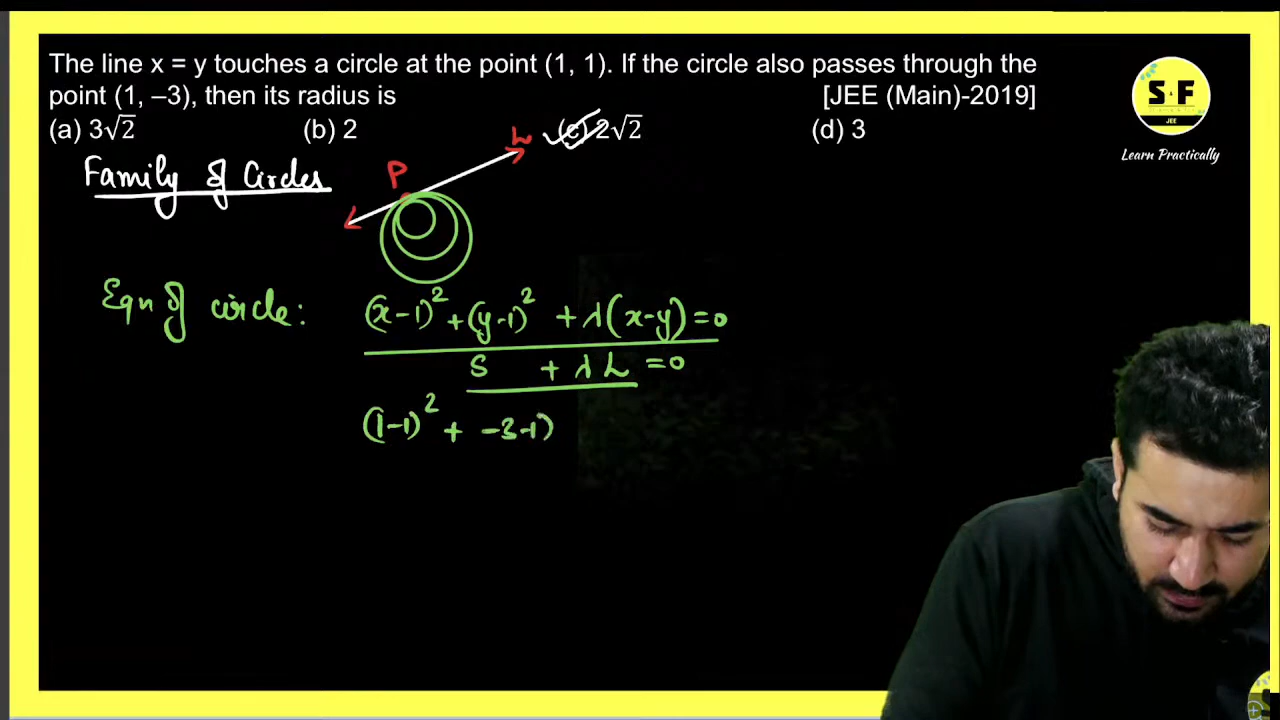 The line x = y touches a circle at the point (1, 1). If the circle also passes through the
point (1, –3), then its radius is [JEE (Main)-2019]
(a) 3√2 (b) 2 (c) 2√2 (d) 3
S&F
JEE
Learn Practically
Family of Circles
P
L
Eqn of circle: (x-1)² + (y-1)² + λ(x-y) = 0
S + λL = 0
(1-1)² + -3-1)